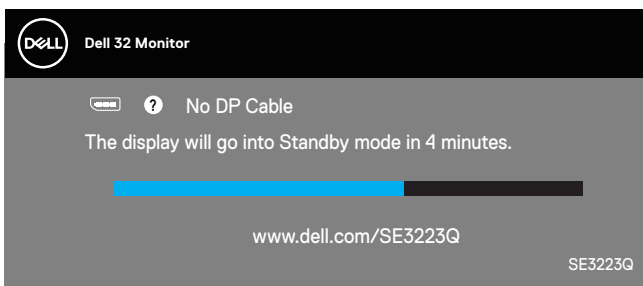 DELL
Dell 32 Monitor
? No DP Cable
The display will go into Standby mode in 4 minutes.
www.dell.com/SE3223Q
SE3223Q